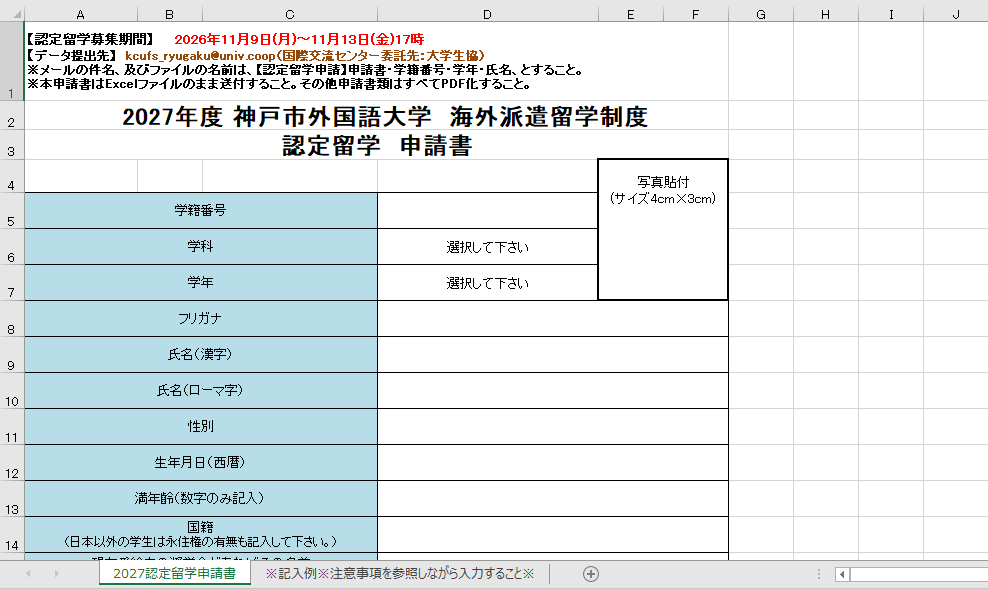 A B C D E F G H I J
1 【認定留学募集期間】 2026年11月9日(月)～11月13日(金)17時
【データ提出先】 kcufs_ryugaku@univ.coop(国際交流センター委託先:大学生協)
※メールの件名、及びファイルの名前は、【認定留学申請】申請書・学籍番号・学年・氏名、とすること。
※本申請書はExcelファイルのまま送付すること。その他申請書類はすべてPDF化すること。
2 2027年度 神戸市外国語大学 海外派遣留学制度
3 認定留学 申請書
4 写真貼付
(サイズ4cm×3cm)
5 学籍番号
6 学科 選択して下さい
7 学年 選択して下さい
8 フリガナ
9 氏名(漢字)
10 氏名(ローマ字)
11 性別
12 生年月日(西暦)
13 満年齢(数字のみ記入)
14 国籍
(日本以外の学生は永住権の有無も記入して下さい。)
2027認定留学申請書 ※記入例※注意事項を参照しながら入力すること※